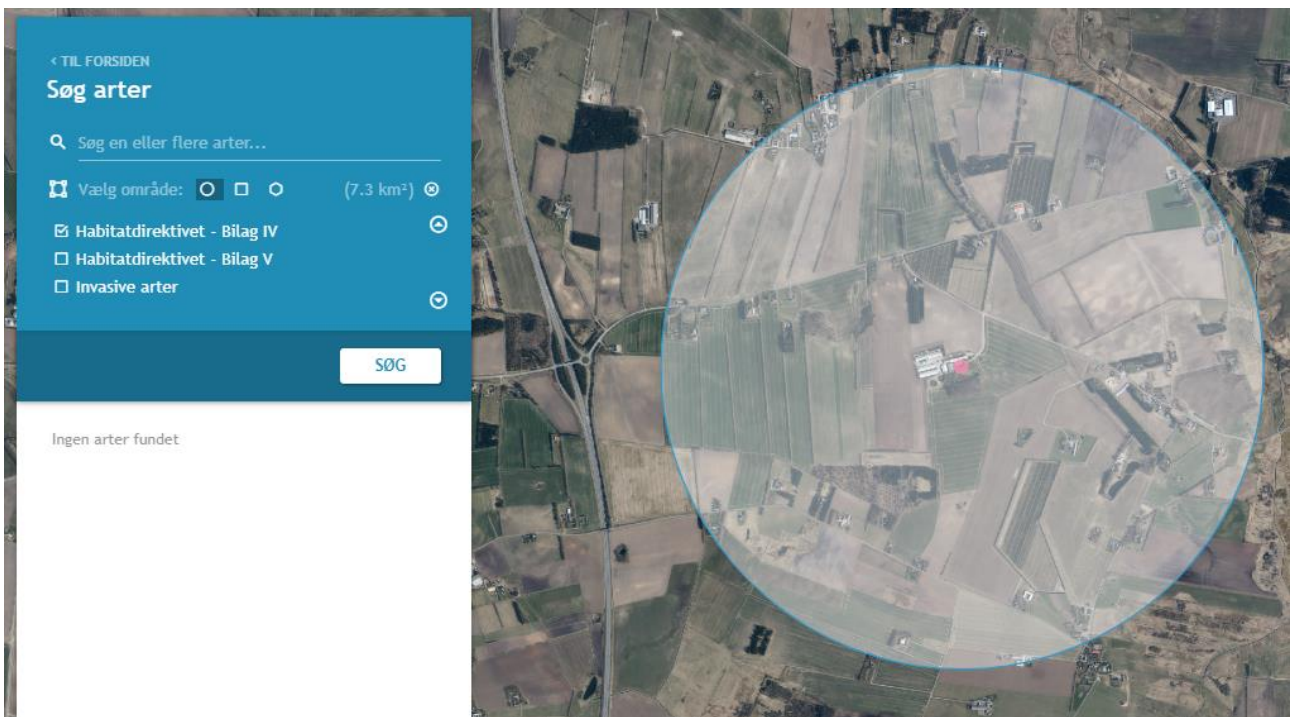 ‹ TIL FORSIDEN
Søg arter
Søg en eller flere arter...
Vælg område: (7.3 km²)
Habitatdirektivet - Bilag IV
Habitatdirektivet - Bilag V
Invasive arter
SØG
Ingen arter fundet